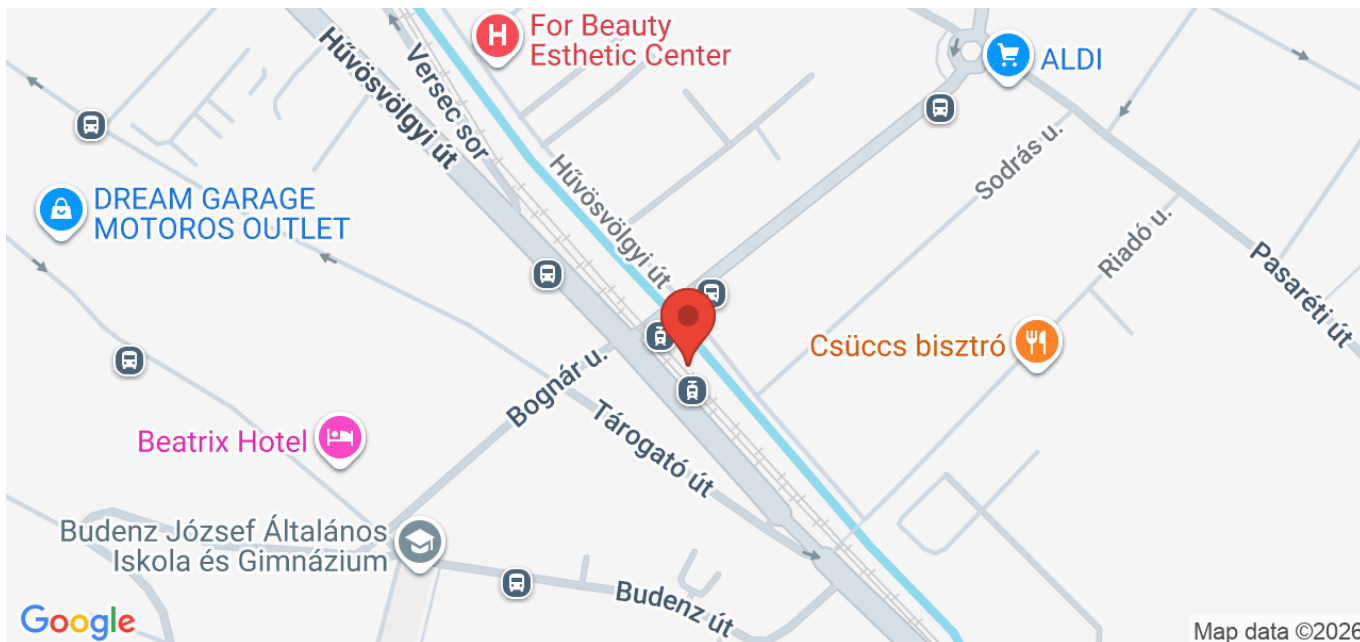 For Beauty
Esthetic Center
H
ALDI
Hűvösvölgyi út
Versec sor
Hűvösvölgyi út
Sodrás u.
Riadó u.
Pasaréti út
DREAM GARAGE
MOTOROS OUTLET
Csüccs bisztró
Bognár u.
Tárogató út
Beatrix Hotel
Budenz József Általános
Iskola és Gimnázium
Budenz út
Google
Map data ©2026